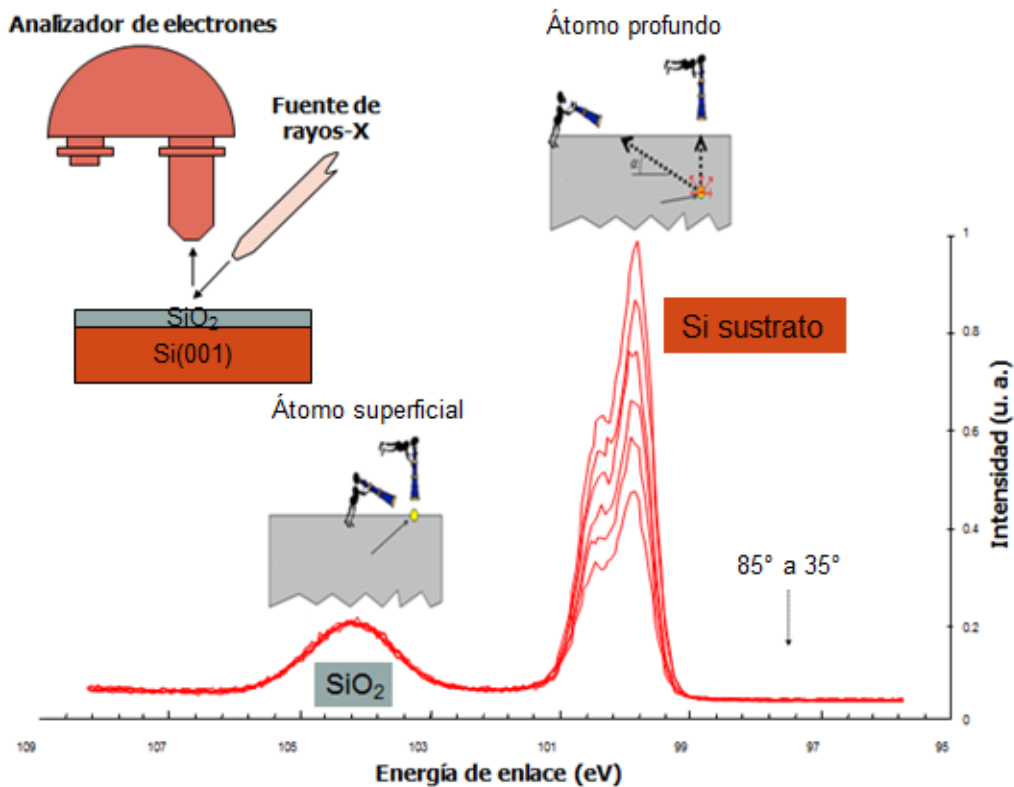 Analizador de electrones
Fuente de
rayos-X
SiO2
Si(001)
Átomo profundo
α
Si sustrato
Átomo superficial
SiO2
85° a 35°
1
0.8
0.6
0.4
0.2
0
Intensidad (u. a.)
109
107
105
103
101
99
97
95
Energía de enlace (eV)